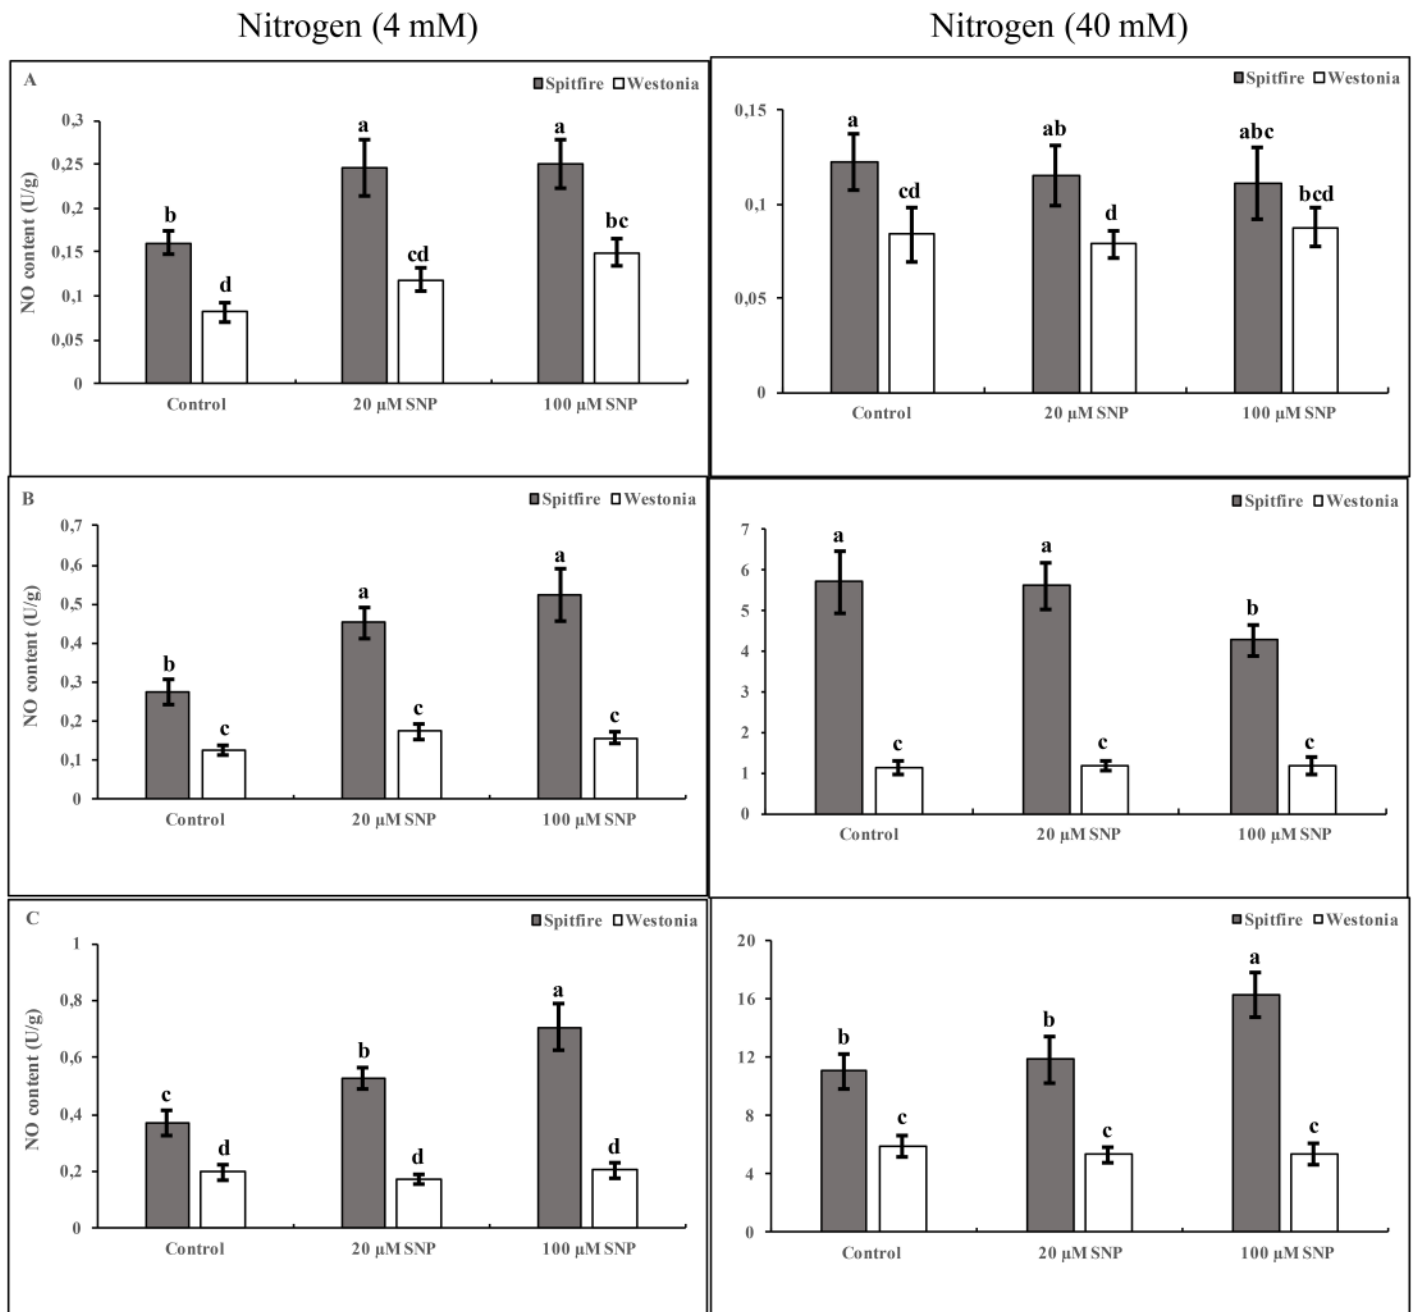 Nitrogen (4 mM)
Nitrogen (40 mM)
A
Spitfire Westonia
NO content (U/g)
0,3
0,25
0,2
0,15
0,1
0,05
0
b
d
a
cd
a
bc
Control
20 µM SNP
100 µM SNP
Spitfire Westonia
0,15
0,1
0,05
0
a
cd
ab
d
abc
bcd
Control
20 µM SNP
100 µM SNP
B
Spitfire Westonia
NO content (U/g)
0,7
0,6
0,5
0,4
0,3
0,2
0,1
0
b
c
a
c
a
c
Control
20 µM SNP
100 µM SNP
Spitfire Westonia
7
6
5
4
3
2
1
0
a
c
a
c
b
c
Control
20 µM SNP
100 µM SNP
C
Spitfire Westonia
NO content (U/g)
1
0,8
0,6
0,4
0,2
0
c
d
b
d
a
d
Control
20 µM SNP
100 µM SNP
Spitfire Westonia
20
16
12
8
4
0
b
c
b
c
a
c
Control
20 µM SNP
100 µM SNP